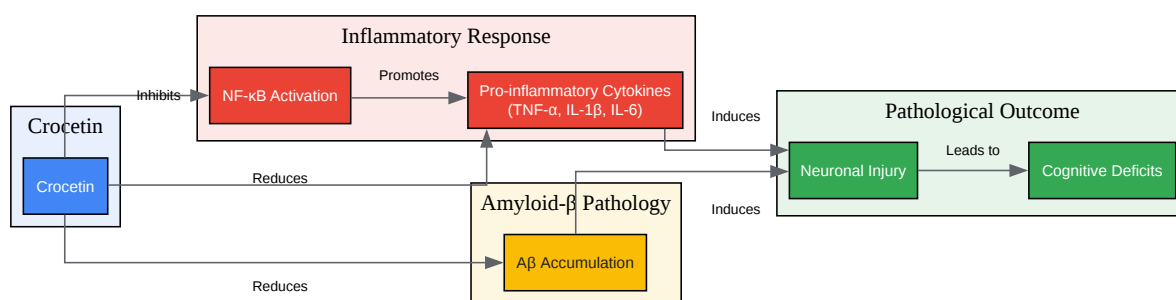 Inflammatory Response
Promotes
NF-κB Activation
Pro-inflammatory Cytokines
(TNF-α, IL-1β, IL-6)
Inhibits
Crocetin
Crocetin
Reduces
Induces
Pathological Outcome
Leads to
Neuronal Injury
Cognitive Deficits
Amyloid-β Pathology
Induces
Aβ Accumulation
Reduces